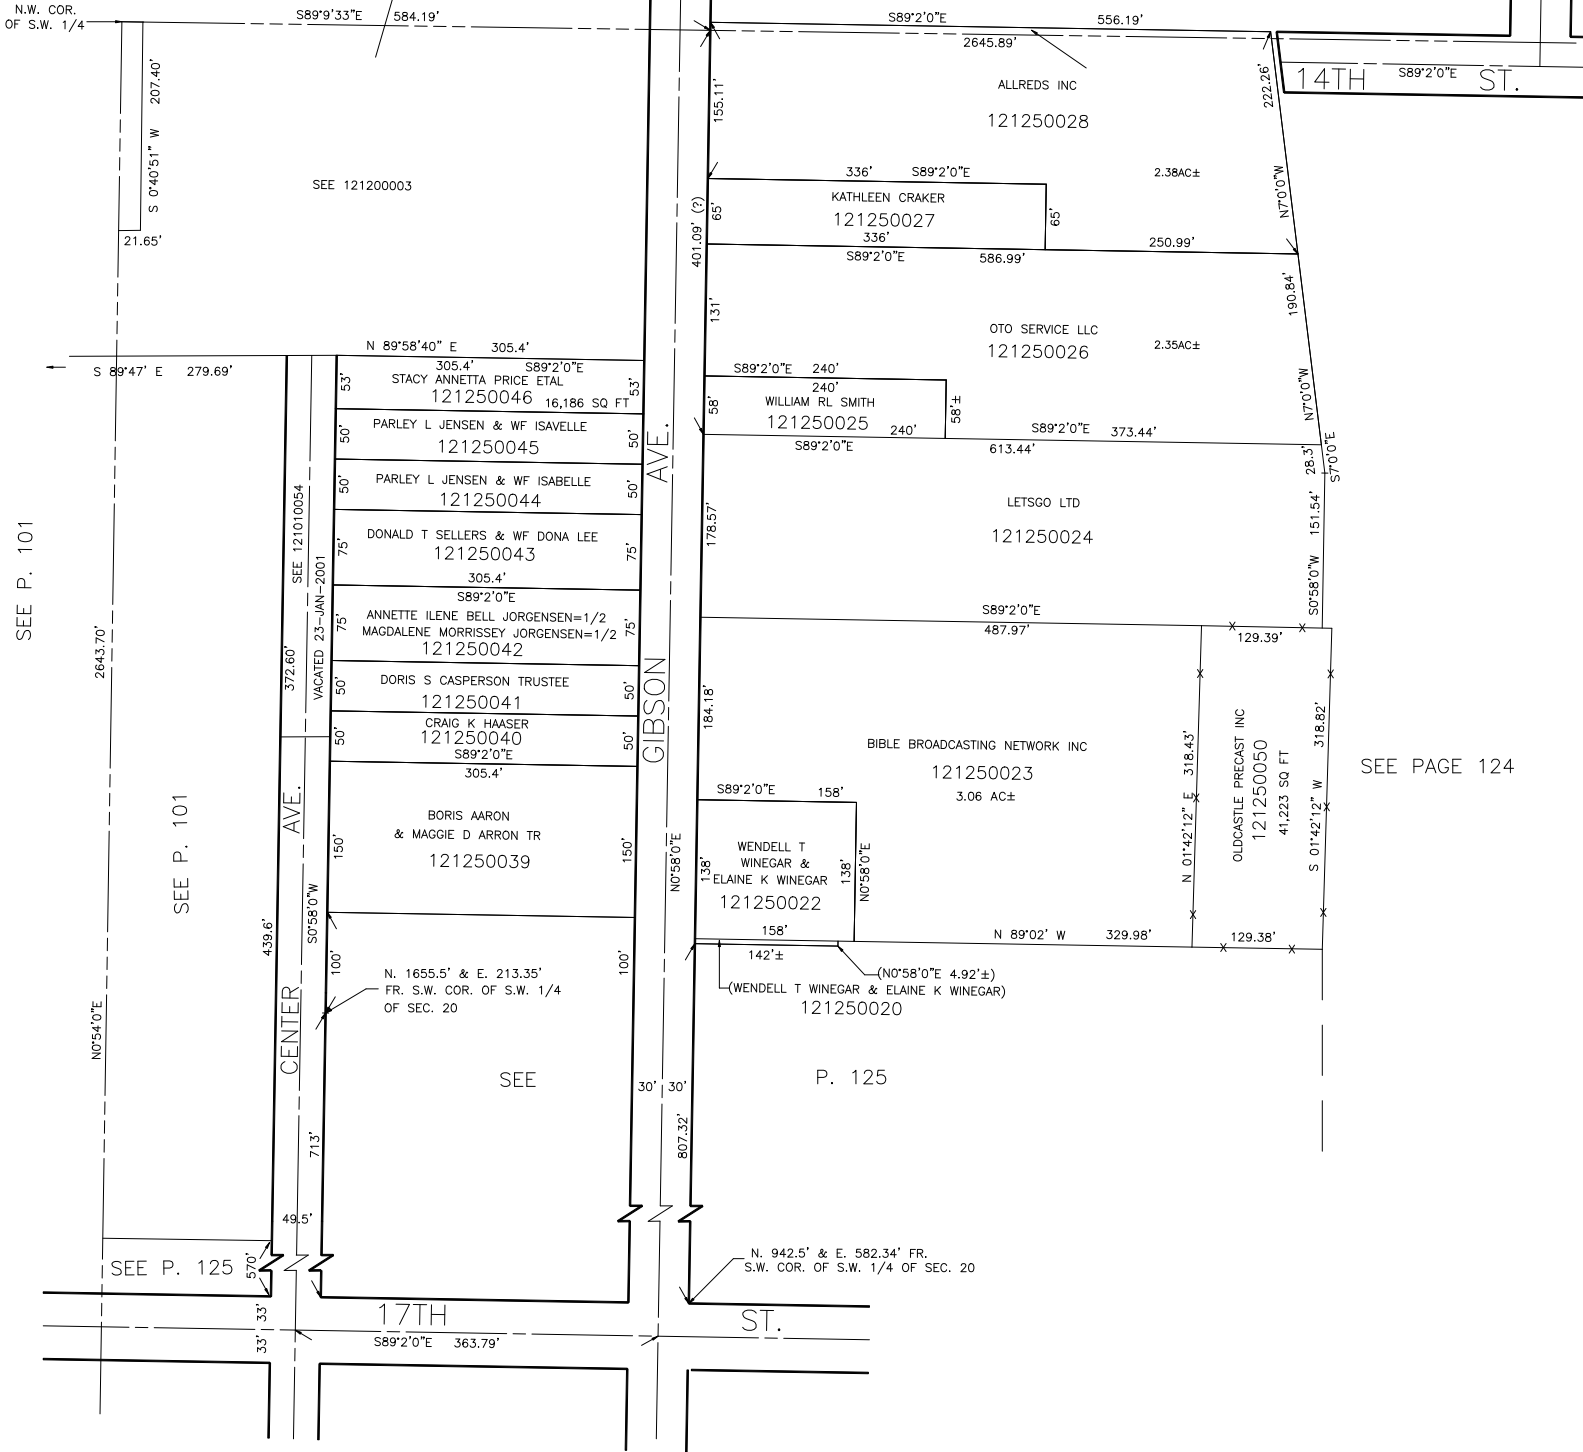 N.W. COR.
OF S.W. 1/4
S89°9'33"E 584.19'
S89°2'0"E 556.19'
2645.89'
14TH ST.
S89°2'0"E
S 0°40'51" W 207.40'
21.65'
SEE 121200003
155.11'
ALLREDS INC
121250028
222.26'
2.38AC±
N7°0'0"W
336' S89°2'0"E
KATHLEEN CRAKER
121250027
336'
65'
65'
401.09' (?)
250.99'
S89°2'0"E 586.99'
131'
OTO SERVICE LLC
121250026
2.35AC±
190.84'
N7°0'0"W
S89°2'0"E 240'
240'
WILLIAM RL SMITH
121250025
240'
58'
58'±
S89°2'0"E 373.44'
S89°2'0"E 613.44'
28.3'
S7°0'0"E
LETSGO LTD
121250024
178.57'
S0°58'0"W 151.54'
S89°2'0"E
487.97'
129.39'
N 89°58'40" E 305.4'
S 89°47' E 279.69'
305.4' S89°2'0"E
STACY ANNETTA PRICE ETAL
121250046 16,186 SQ FT
53'
53'
PARLEY L JENSEN & WF ISAVELLE
121250045
50'
50'
PARLEY L JENSEN & WF ISABELLE
121250044
50'
50'
DONALD T SELLERS & WF DONA LEE
121250043
75'
75'
305.4'
S89°2'0"E
ANNETTE ILENE BELL JORGENSEN=1/2
MAGDALENE MORRISSEY JORGENSEN=1/2
121250042
75'
75'
DORIS S CASPERSON TRUSTEE
121250041
50'
50'
CRAIG K HAASER
121250040
50'
50'
S89°2'0"E
305.4'
BORIS AARON
& MAGGIE D ARRON TR
121250039
150'
150'
SEE P. 101
2643.70'
SEE 121010054
VACATED 23-JAN-2001
372.60'
GIBSON AVE.
184.18'
BIBLE BROADCASTING NETWORK INC
121250023
3.06 AC±
N 01°42'12" E 318.43'
OLDCASTLE PRECAST INC
121250050
41,223 SQ FT
S 01°42'12" W 318.82'
SEE PAGE 124
S89°2'0"E 158'
WENDELL T
WINEGAR &
ELAINE K WINEGAR
121250022
138'
138'
N0°58'0"E
N0°58'0"E
158'
142'±
N 89°02' W 329.98'
129.38'
(N0°58'0"E 4.92'±)
(WENDELL T WINEGAR & ELAINE K WINEGAR)
121250020
SEE P. 101
CENTER AVE.
439.6'
S0°58'0"W
100'
100'
N. 1655.5' & E. 213.35'
FR. S.W. COR. OF S.W. 1/4
OF SEC. 20
N0°54'0"E
SEE P. 125
30' 30'
713'
807.32'
49.5'
SEE P. 125
570'
N. 942.5' & E. 582.34' FR.
S.W. COR. OF S.W. 1/4 OF SEC. 20
17TH ST.
33'
33'
S89°2'0"E 363.79'